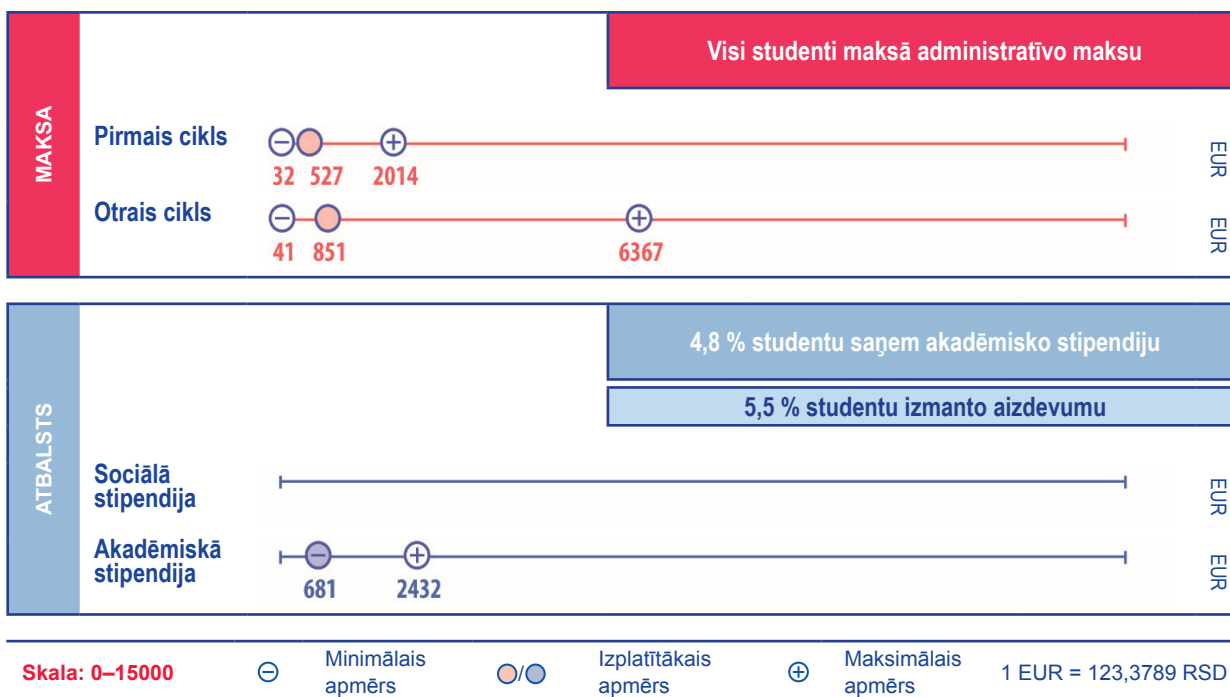 Visi studenti maksā administratīvo maksu
MAKSA
Pirmais cikls
32 527 2014
EUR
Otrais cikls
41 851 6367
EUR
4,8 % studentu saņem akadēmisko stipendiju
5,5 % studentu izmanto aizdevumu
ATBALSTS
Sociālā
stipendija
EUR
Akadēmiskā
stipendija
681 2432
EUR
Skala: 0–15000
Minimālais
apmērs
Izplatītākais
apmērs
Maksimālais
apmērs
1 EUR = 123,3789 RSD